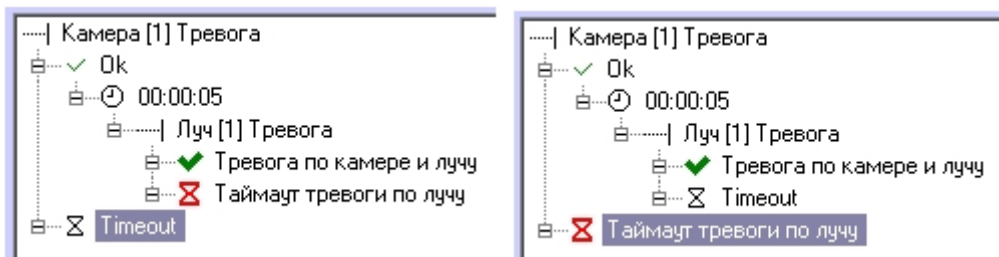 Камера [1] Тревога
Ok
00:00:05
Луч [1] Тревога
Тревога по камере и лучу
Таймаут тревоги по лучу
Timeout
Камера [1] Тревога
Ok
00:00:05
Луч [1] Тревога
Тревога по камере и лучу
Timeout
Таймаут тревоги по лучу